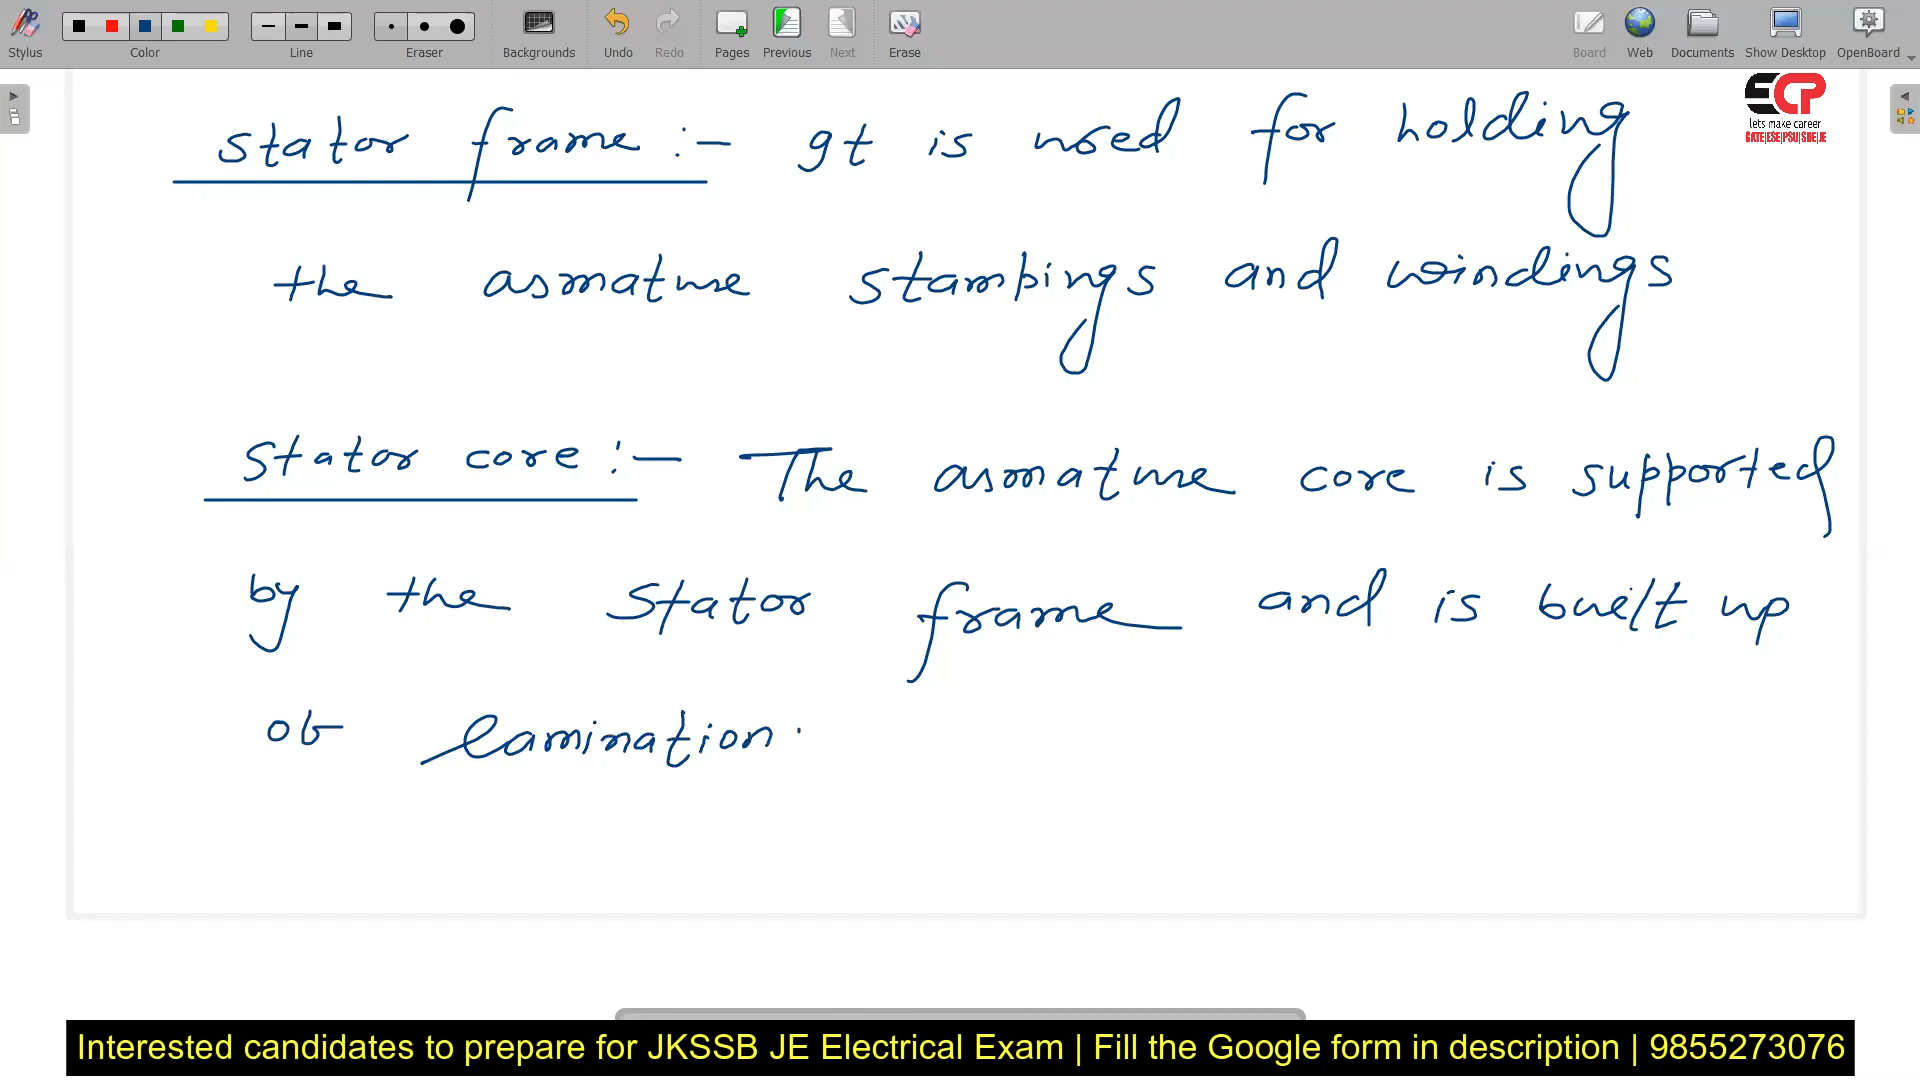 Stylus Color Line Eraser Backgrounds Undo Redo Pages Previous Next Erase Board Web Documents Show Desktop OpenBoard
ECP
lets make career
GATE|ESE|PSU|SDE|JE
stator frame :- It is used for holding
the armature stampings and windings
Stator core :- The armature core is supported
by the stator frame and is built up
of lamination.
Interested candidates to prepare for JKSSB JE Electrical Exam | Fill the Google form in description | 9855273076